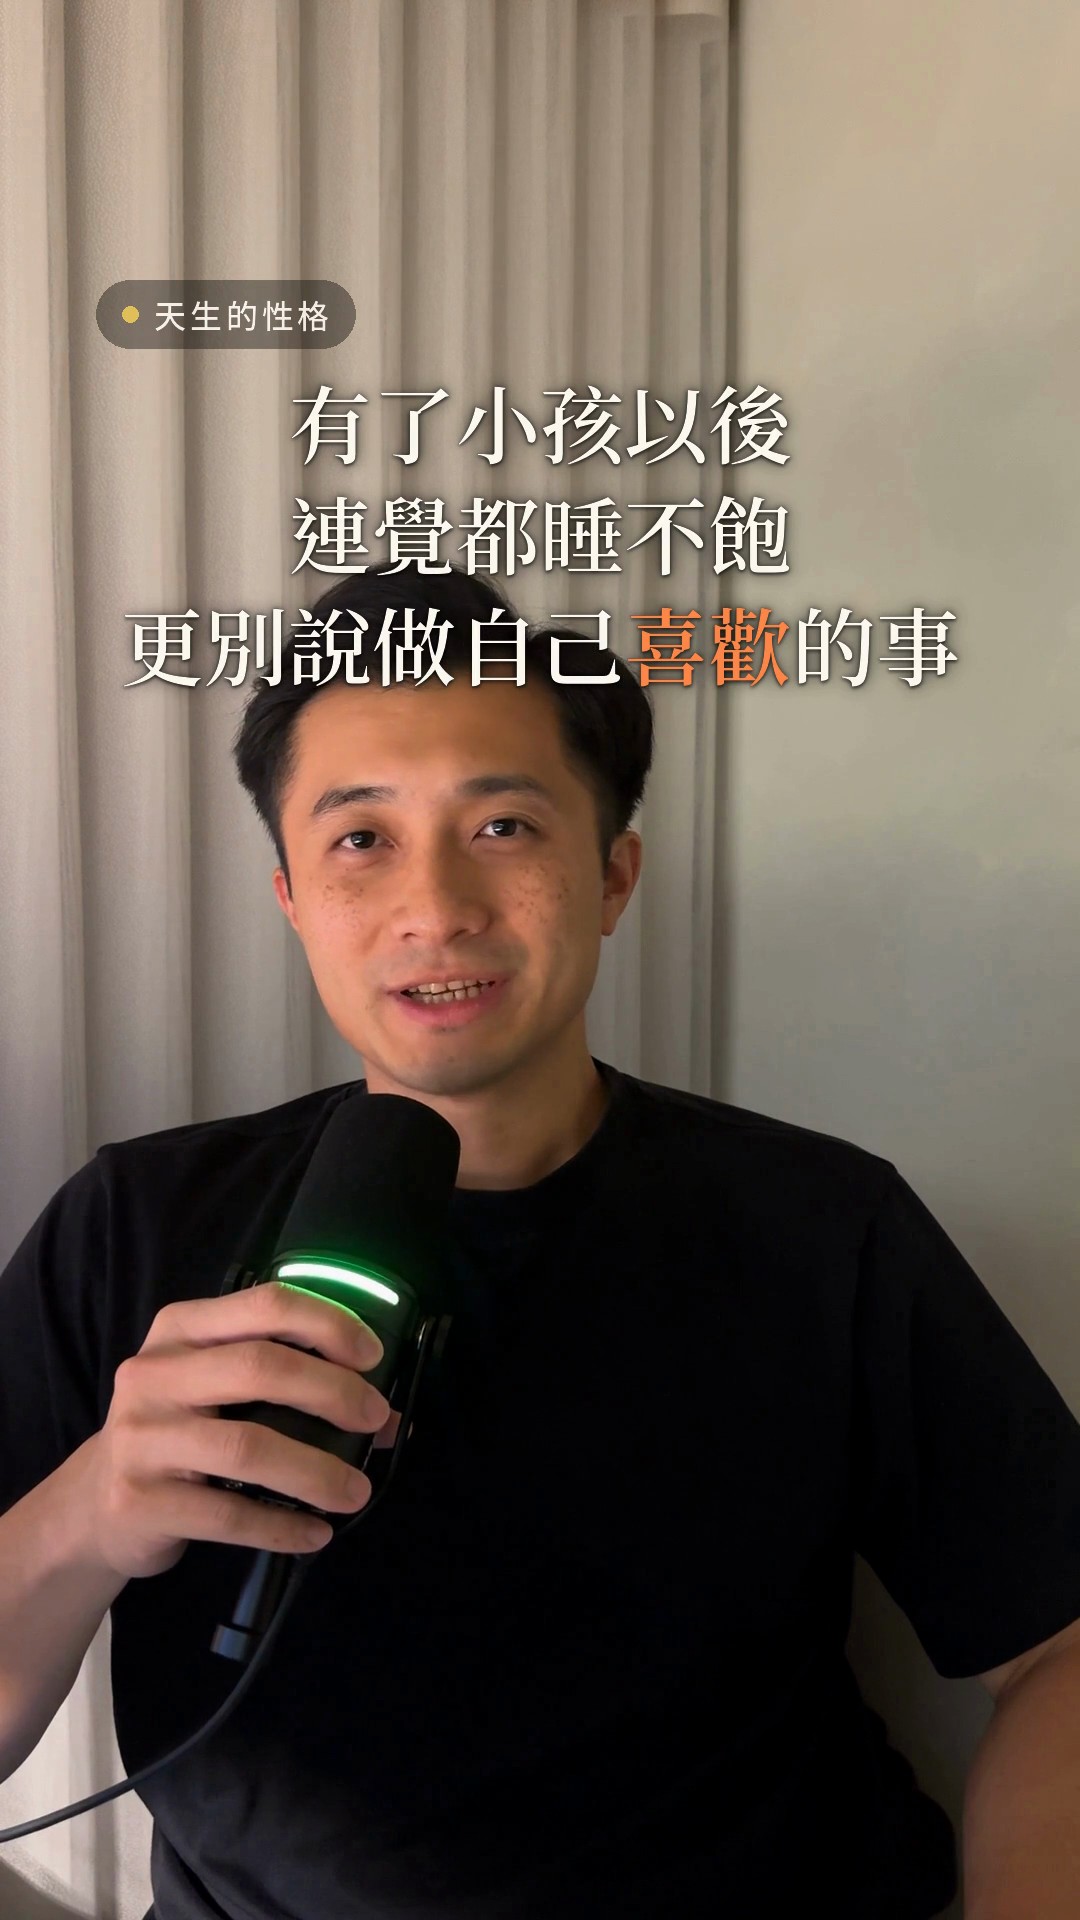 天生的性格
有了小孩以後
連覺都睡不飽
更別說做自己喜歡的事